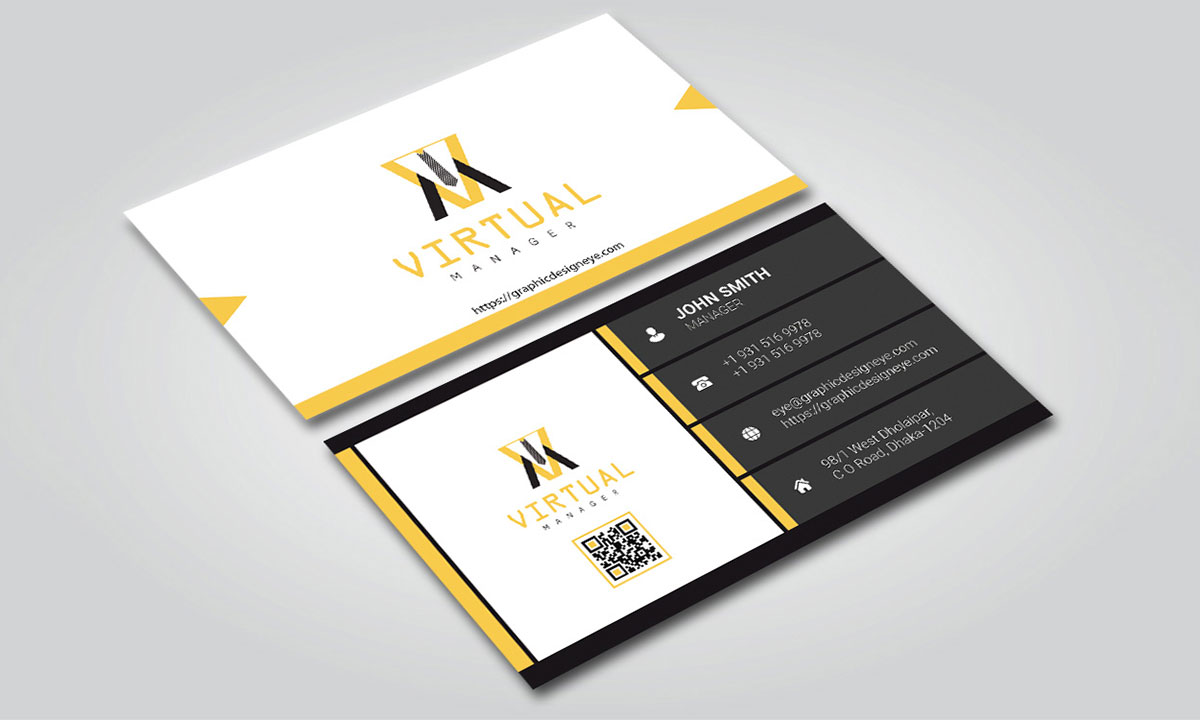 VIRTUAL
MANAGER
https://graphicdesigneye.com
JOHN SMITH
MANAGER
+1 931 516 9978
+1 931 516 9978
eye@graphicdesigneye.com
https://graphicdesigneye.com
98/1 West Dholaipar,
C O Road, Dhaka-1204
VIRTUAL
MANAGER